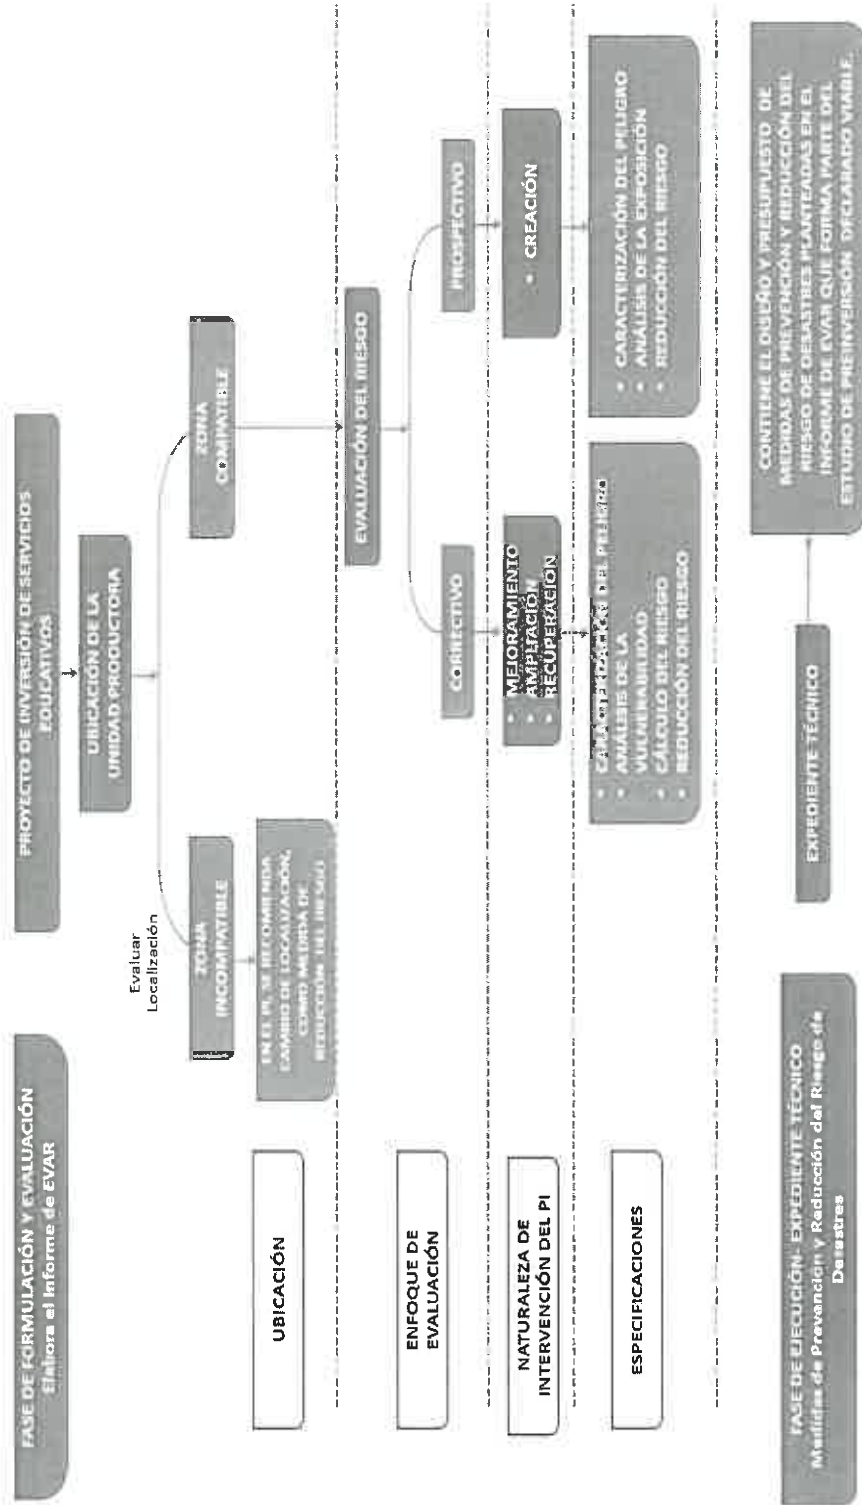 FASE DE FORMULACIÓN Y EVALUACIÓN
Elabora el Informe de EVAR
PROYECTO DE INVERSIÓN DE SERVICIOS
EDUCATIVOS
UBICACIÓN DE LA
UNIDAD PRODUCTORA
Evaluar
Localización
ZONA
INCOMPATIBLE
ZONA
COMPATIBLE
EN EL PI, SE RECOMIENDA
CAMBIO DE LOCALIZACIÓN,
COMO MEDIDA DE
REDUCCIÓN DEL RIESGO
UBICACIÓN
EVALUACIÓN DEL RIESGO
ENFOQUE DE
EVALUACIÓN
CORRECTIVO
PROSPECTIVO
NATURALEZA DE
INTERVENCIÓN DEL PI
• MEJORAMIENTO
• AMPLIACIÓN
• RECUPERACIÓN
• CREACIÓN
ESPECIFICACIONES
• CARACTERIZACIÓN DEL PELIGRO
• ANÁLISIS DE LA
VULNERABILIDAD
• CÁLCULO DEL RIESGO
• REDUCCIÓN DEL RIESGO
• CARACTERIZACIÓN DEL PELIGRO
• ANÁLISIS DE LA EXPOSICIÓN
• REDUCCIÓN DEL RIESGO
FASE DE EJECUCIÓN- EXPEDIENTE TÉCNICO
Medidas de Prevención y Reducción del Riesgo de
Desastres
EXPEDIENTE TÉCNICO
CONTIENE EL DISEÑO Y PRESUPUESTO DE
MEDIDAS DE PREVENCIÓN Y REDUCCIÓN DEL
RIESGO DE DESASTRES PLANTEADAS EN EL
INFORME DE EVAR QUE FORMA PARTE DEL
ESTUDIO DE PREINVERSIÓN DECLARADO VIABLE.